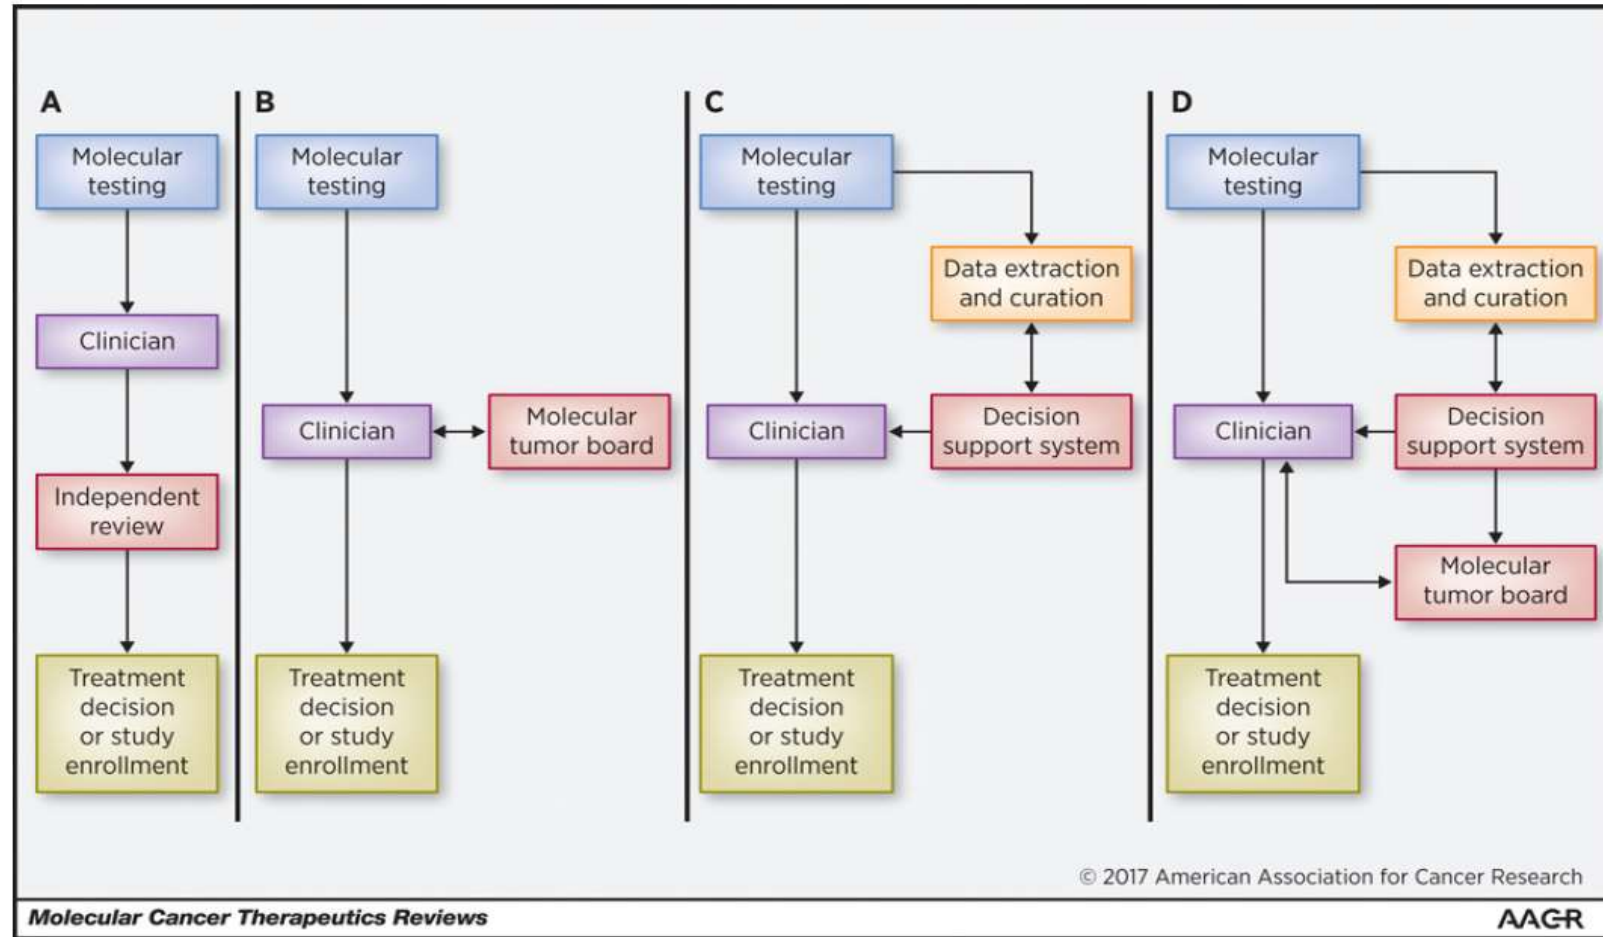 A
Molecular
testing
Clinician
Independent
review
Treatment
decision
or study
enrollment
B
Molecular
testing
Clinician
Molecular
tumor board
Treatment
decision
or study
enrollment
C
Molecular
testing
Data extraction
and curation
Clinician
Decision
support system
Treatment
decision
or study
enrollment
D
Molecular
testing
Data extraction
and curation
Clinician
Decision
support system
Molecular
tumor board
Treatment
decision
or study
enrollment
© 2017 American Association for Cancer Research
Molecular Cancer Therapeutics Reviews
AACR